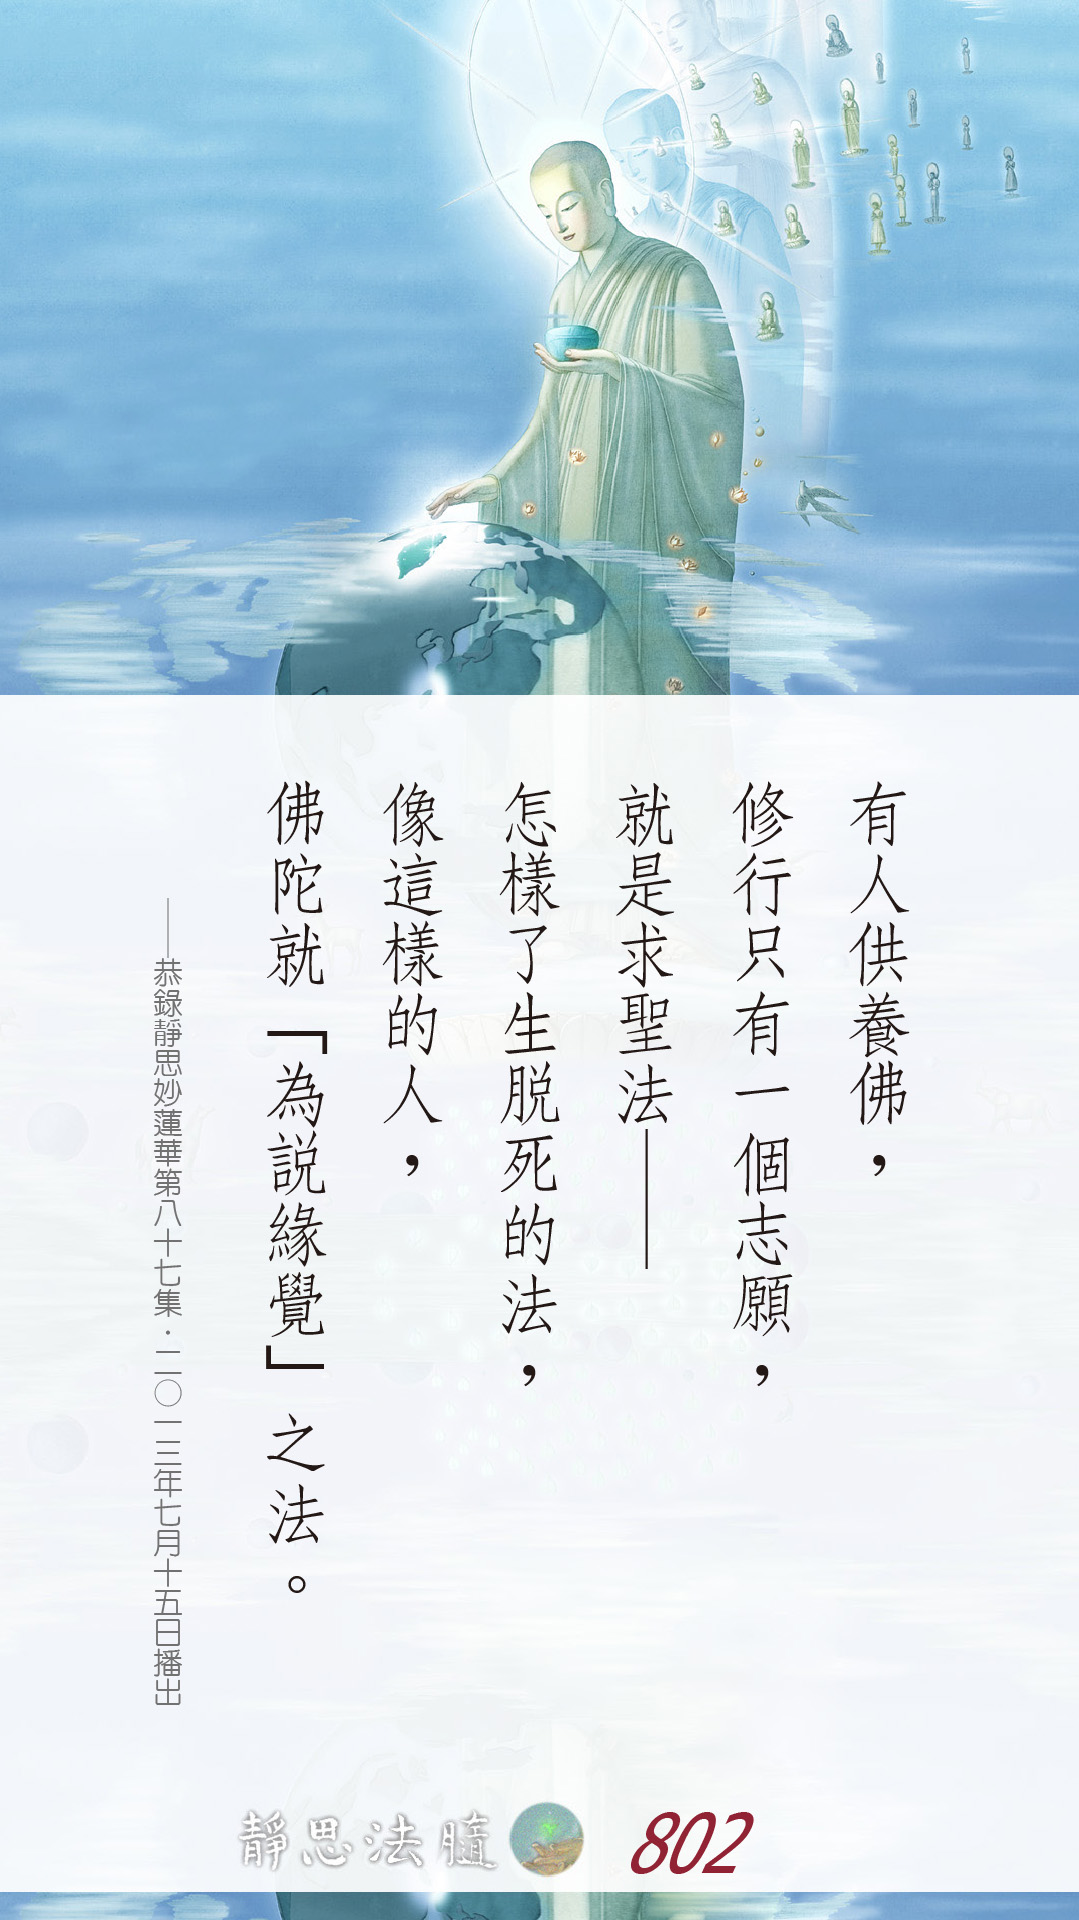 有人供養佛，
修行只有一個志願，
就是求聖法——
怎樣了生脫死的法，
像這樣的人，
佛陀就「為説緣覺」之法。
——恭錄靜思妙蓮華第八十七集．二〇一三年七月十五日播出
靜思法髓
802